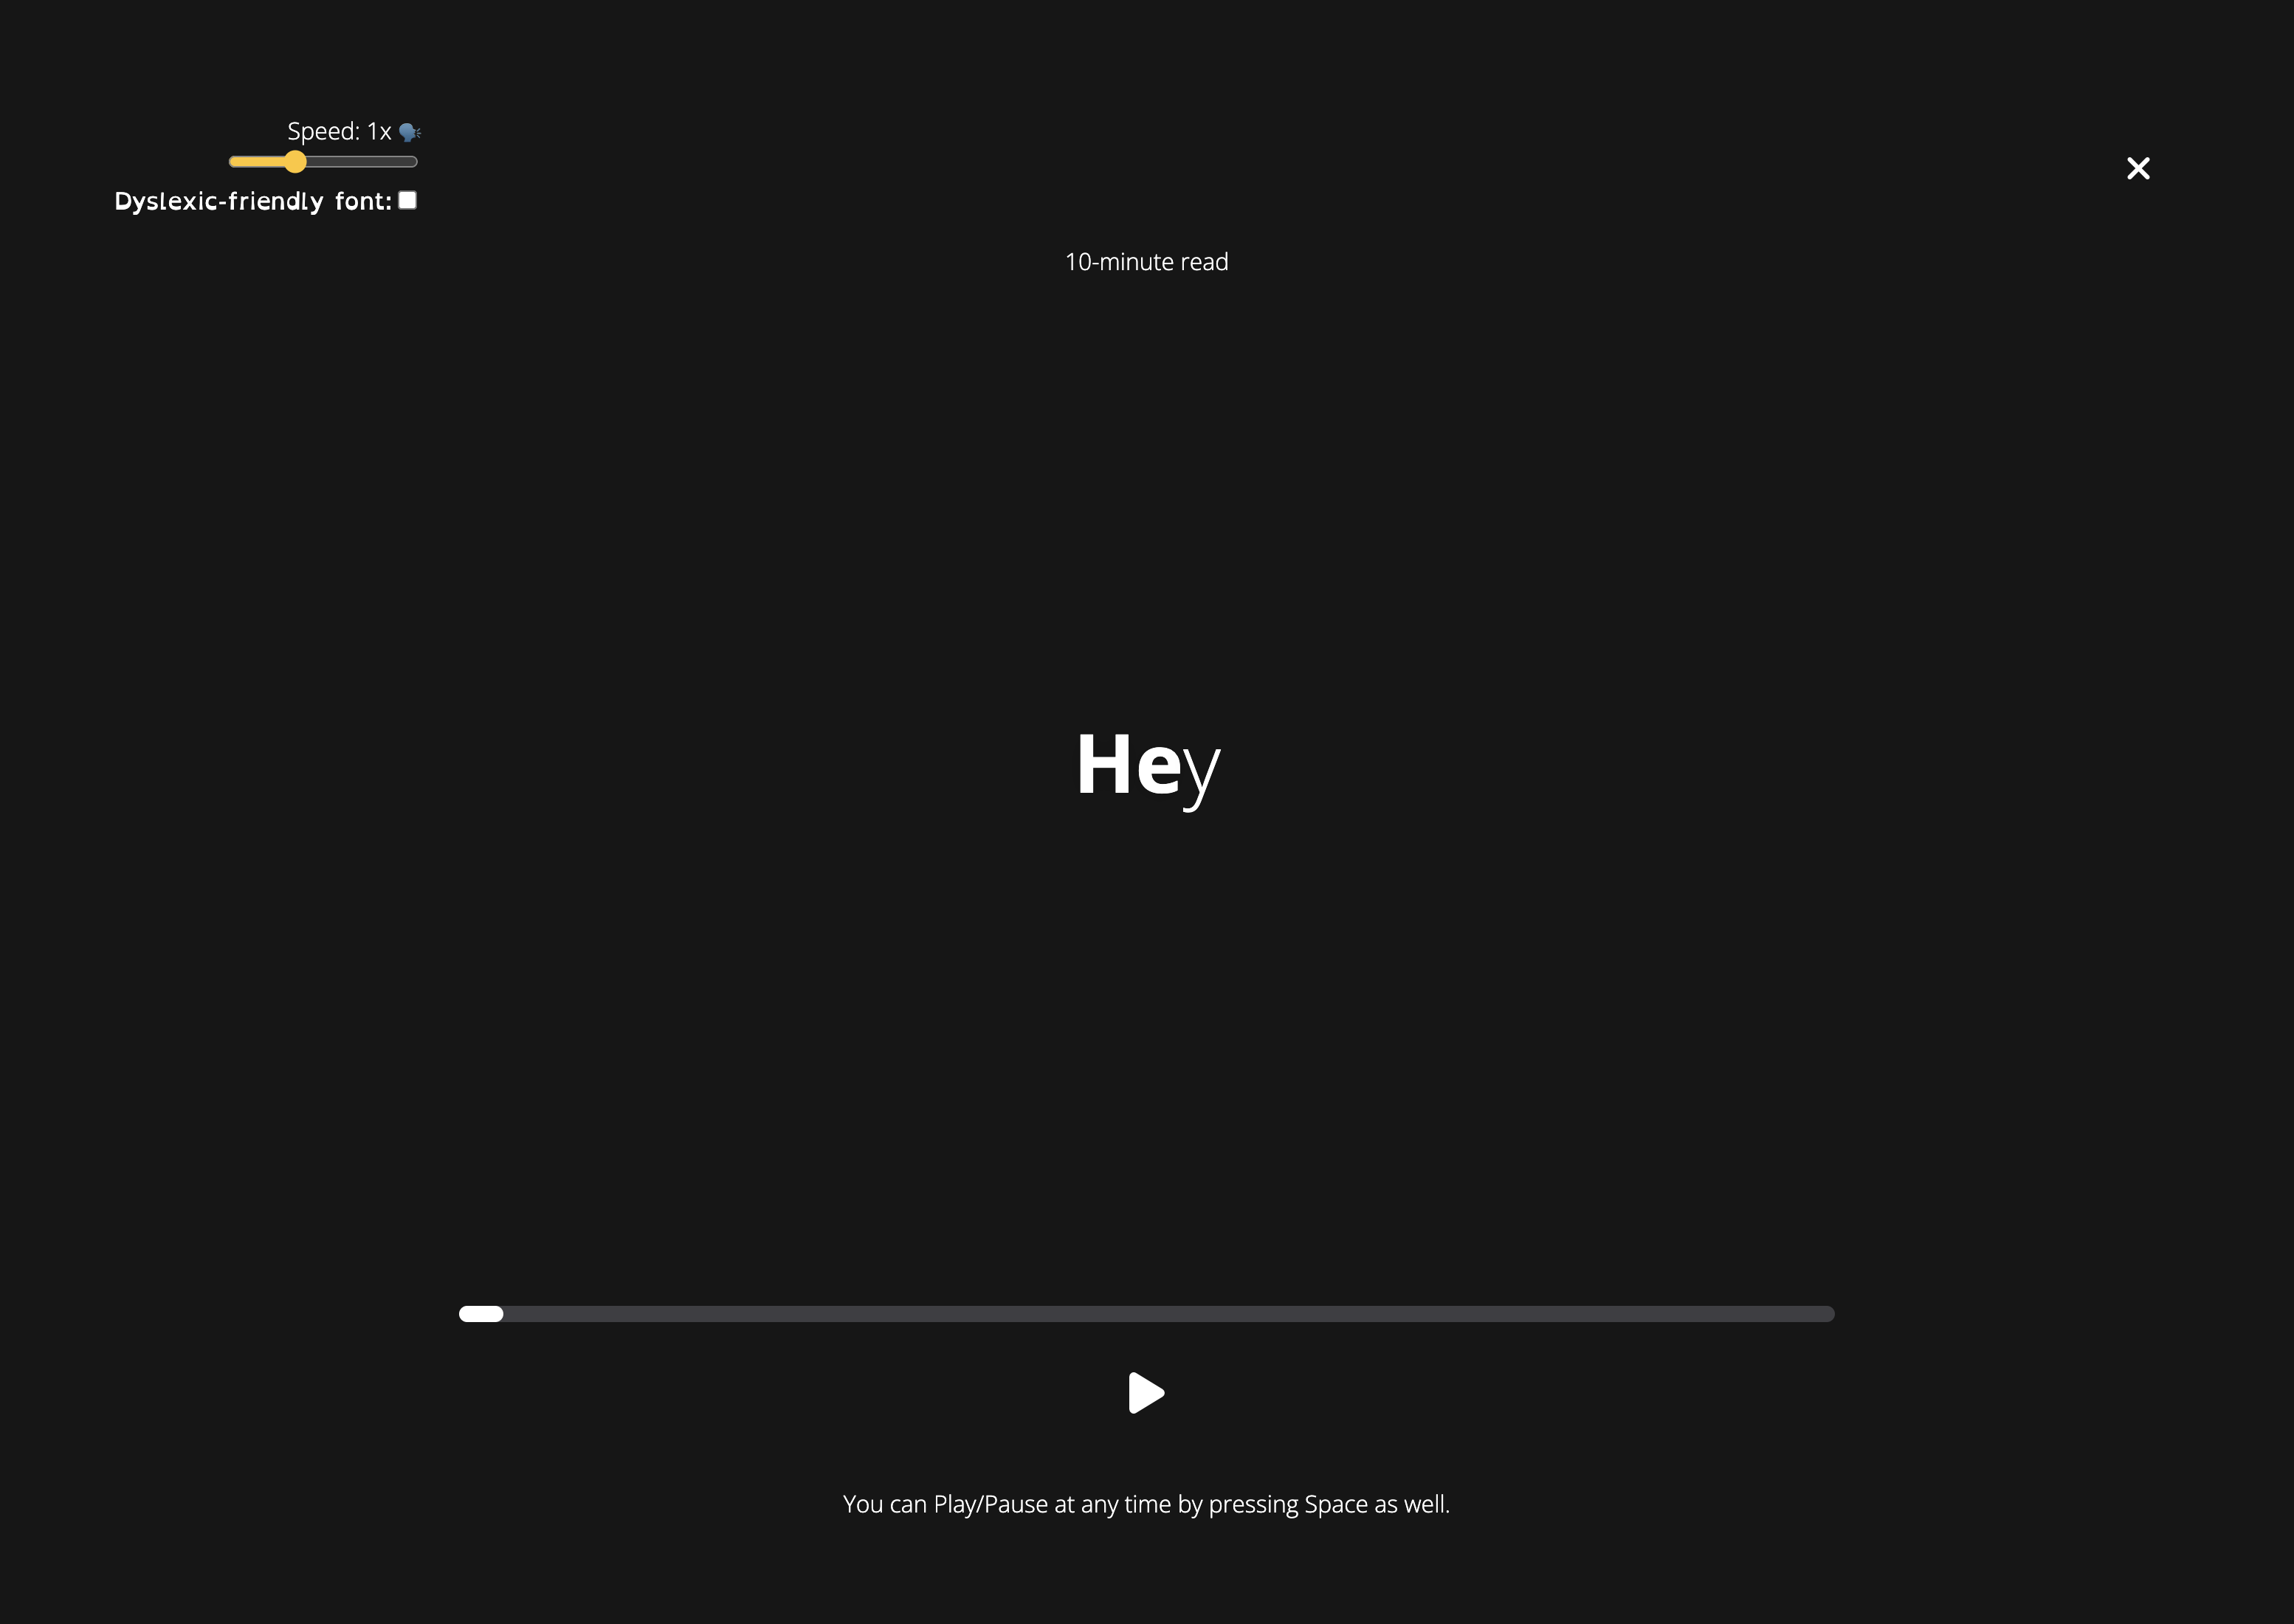 Speed: 1x 🗣
Dyslexic-friendly font:
10-minute read
Hey
You can Play/Pause at any time by pressing Space as well.